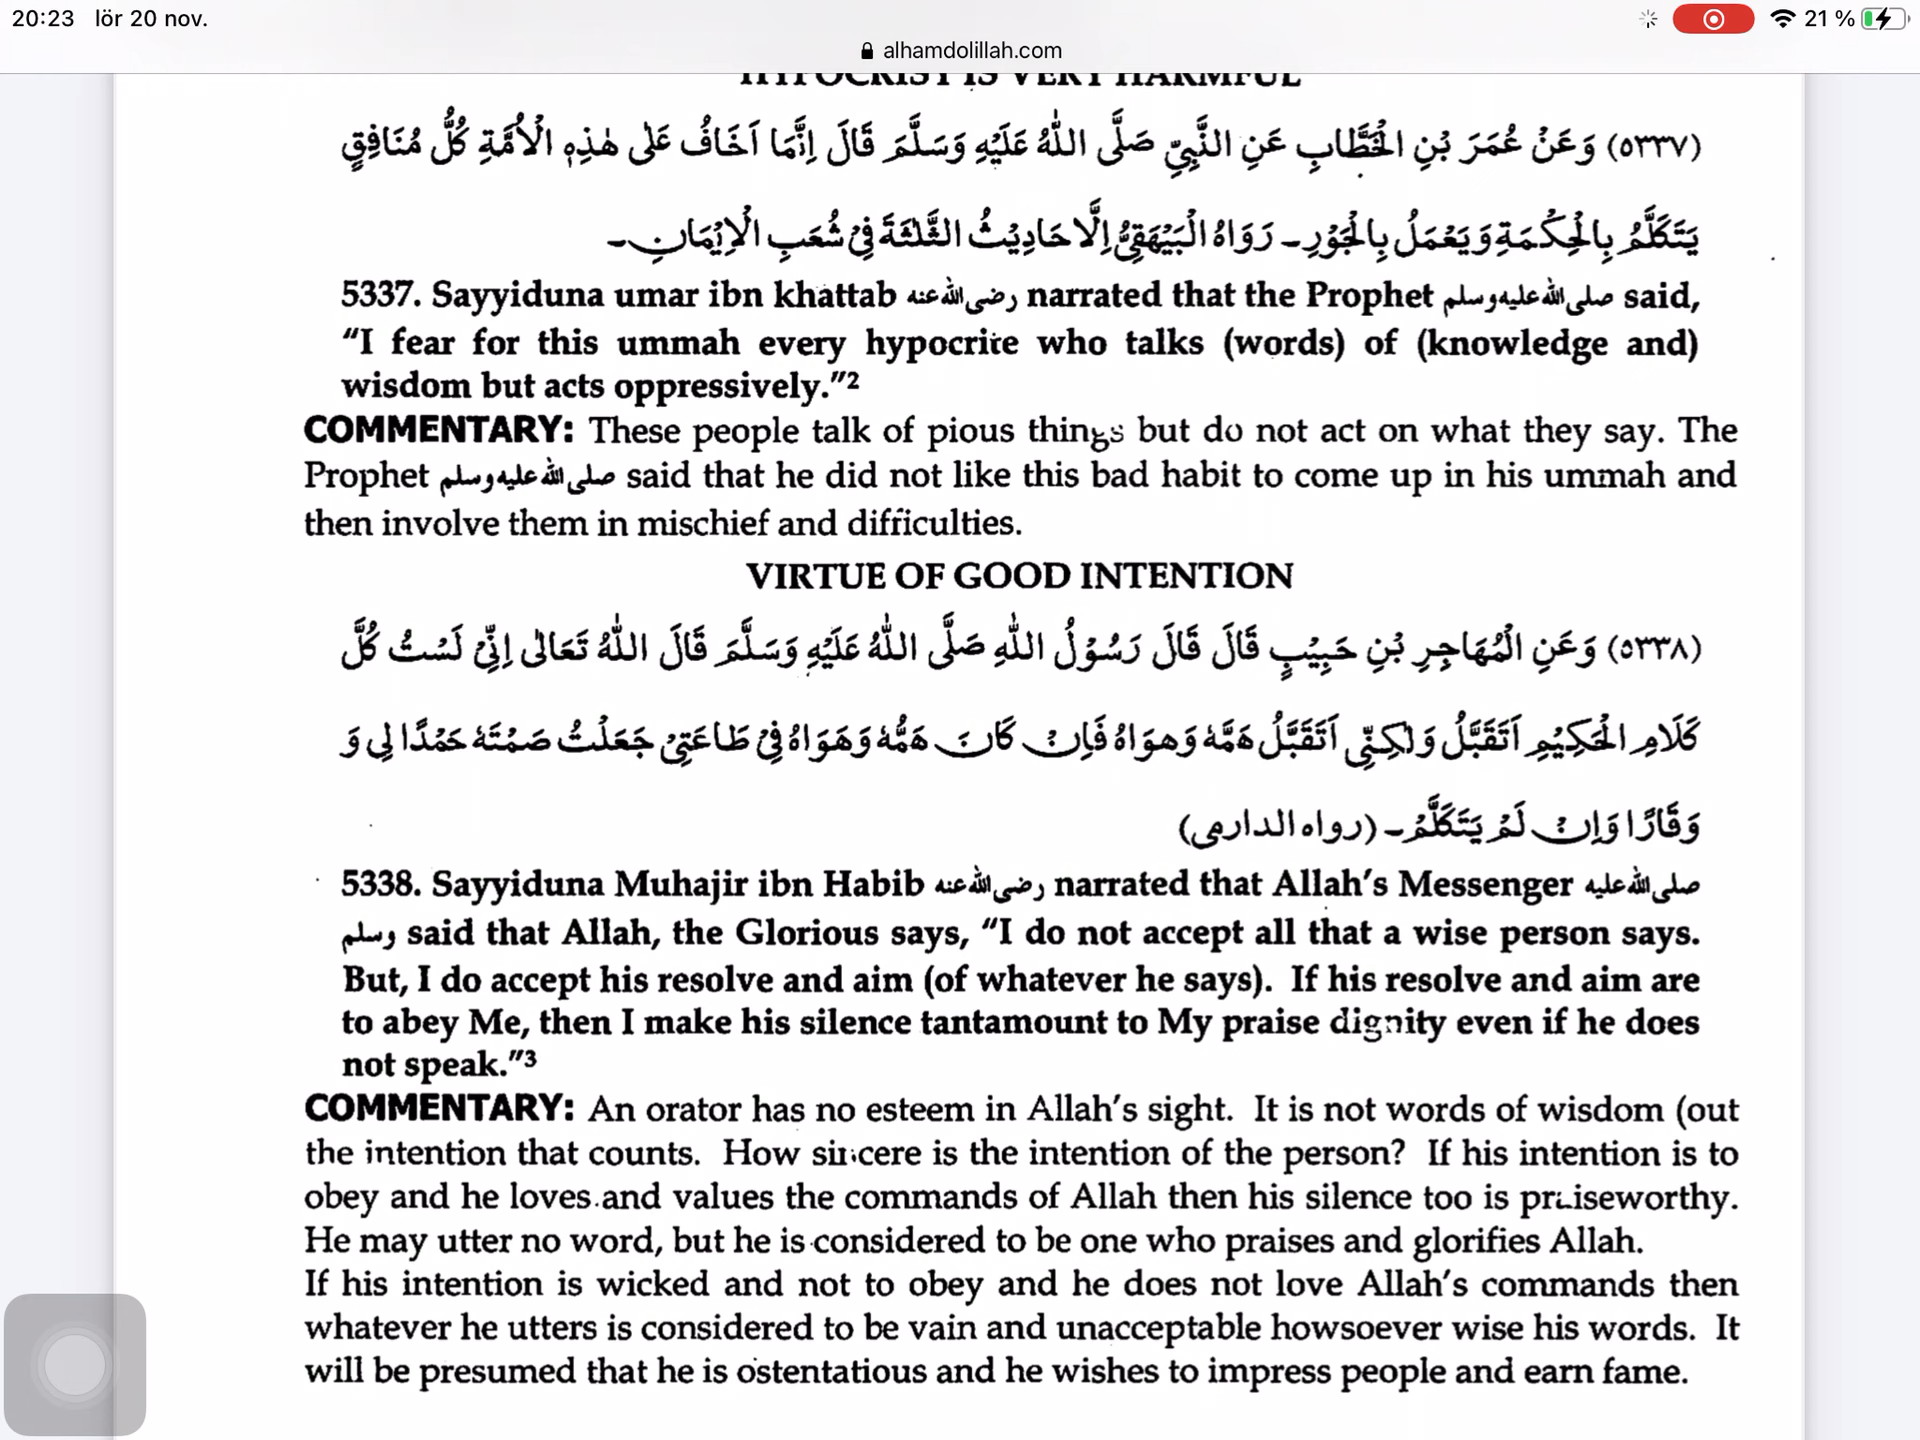 20:23 lör 20 nov.
21 %
alhamdolillah.com
HYPOCRISY IS VERY HARMFUL
(٥٣٣٧) وَعَنْ عُمَرَ بْنِ الْخَطَّابِ عَنِ النَّبِيِّ صَلَّى اللّٰهُ عَلَيْهِ وَسَلَّمَ قَالَ اِنَّمَا اَخَافُ عَلٰى هٰذِهِ الْاُمَّةِ كُلَّ مُنَافِقٍ
يَتَكَلَّمُ بِالْحِكْمَةِ وَيَعْمَلُ بِالْجَوْرِ۔ رَوَاهُ الْبَيْهَقِيُّ اِلَّا حَادِيْثُ الثَّلٰثَةَ فِيْ شُعَبِ الْاِيْمَانِ۔
5337. Sayyiduna umar ibn khattab رضی اللہ عنہ narrated that the Prophet صلی اللہ علیہ وسلم said,
“I fear for this ummah every hypocrite who talks (words) of (knowledge and)
wisdom but acts oppressively.”2
COMMENTARY: These people talk of pious things but do not act on what they say. The
Prophet صلی اللہ علیہ وسلم said that he did not like this bad habit to come up in his ummah and
then involve them in mischief and difficulties.
VIRTUE OF GOOD INTENTION
(٥٣٣٨) وَعَنِ الْمُهَاجِرِ بْنِ حَبِيْبٍ قَالَ قَالَ رَسُوْلُ اللّٰهِ صَلَّى اللّٰهُ عَلَيْهِ وَسَلَّمَ قَالَ اللّٰهُ تَعَالٰى اِنِّيْ لَسْتُ كُلَّ
كَلَامِ الْحَكِيْمِ اَتَقَبَّلُ وَلٰكِنِّى اَتَقَبَّلُ هَمَّهٗ وَهوَاهُ فَاِنْ كَانَ هَمُّهٗ وَهَوَاهُ فِيْ طَاعَتِيْ جَعَلْتُ صَمْتَهٗ حَمْدًا لِي وَ
وَقَارًا وَاِنْ لَمْ يَتَكَلَّمْ۔ (رواه الدارمى)
5338. Sayyiduna Muhajir ibn Habib رضی اللہ عنہ narrated that Allah’s Messenger صلی اللہ علیہ
وسلم said that Allah, the Glorious says, “I do not accept all that a wise person says.
But, I do accept his resolve and aim (of whatever he says). If his resolve and aim are
to abey Me, then I make his silence tantamount to My praise dignity even if he does
not speak.”3
COMMENTARY: An orator has no esteem in Allah’s sight. It is not words of wisdom (out
the intention that counts. How sincere is the intention of the person? If his intention is to
obey and he loves and values the commands of Allah then his silence too is praiseworthy.
He may utter no word, but he is considered to be one who praises and glorifies Allah.
If his intention is wicked and not to obey and he does not love Allah’s commands then
whatever he utters is considered to be vain and unacceptable howsoever wise his words. It
will be presumed that he is ostentatious and he wishes to impress people and earn fame.